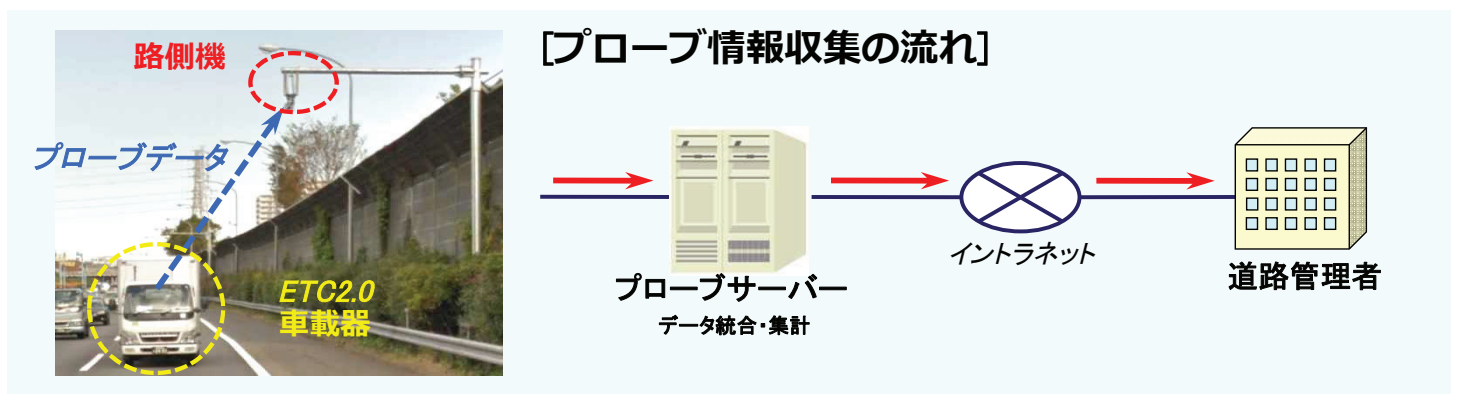 路側機
プローブデータ
ETC2.0
車載器
[プローブ情報収集の流れ]
プローブサーバー
データ統合・集計
イントラネット
道路管理者